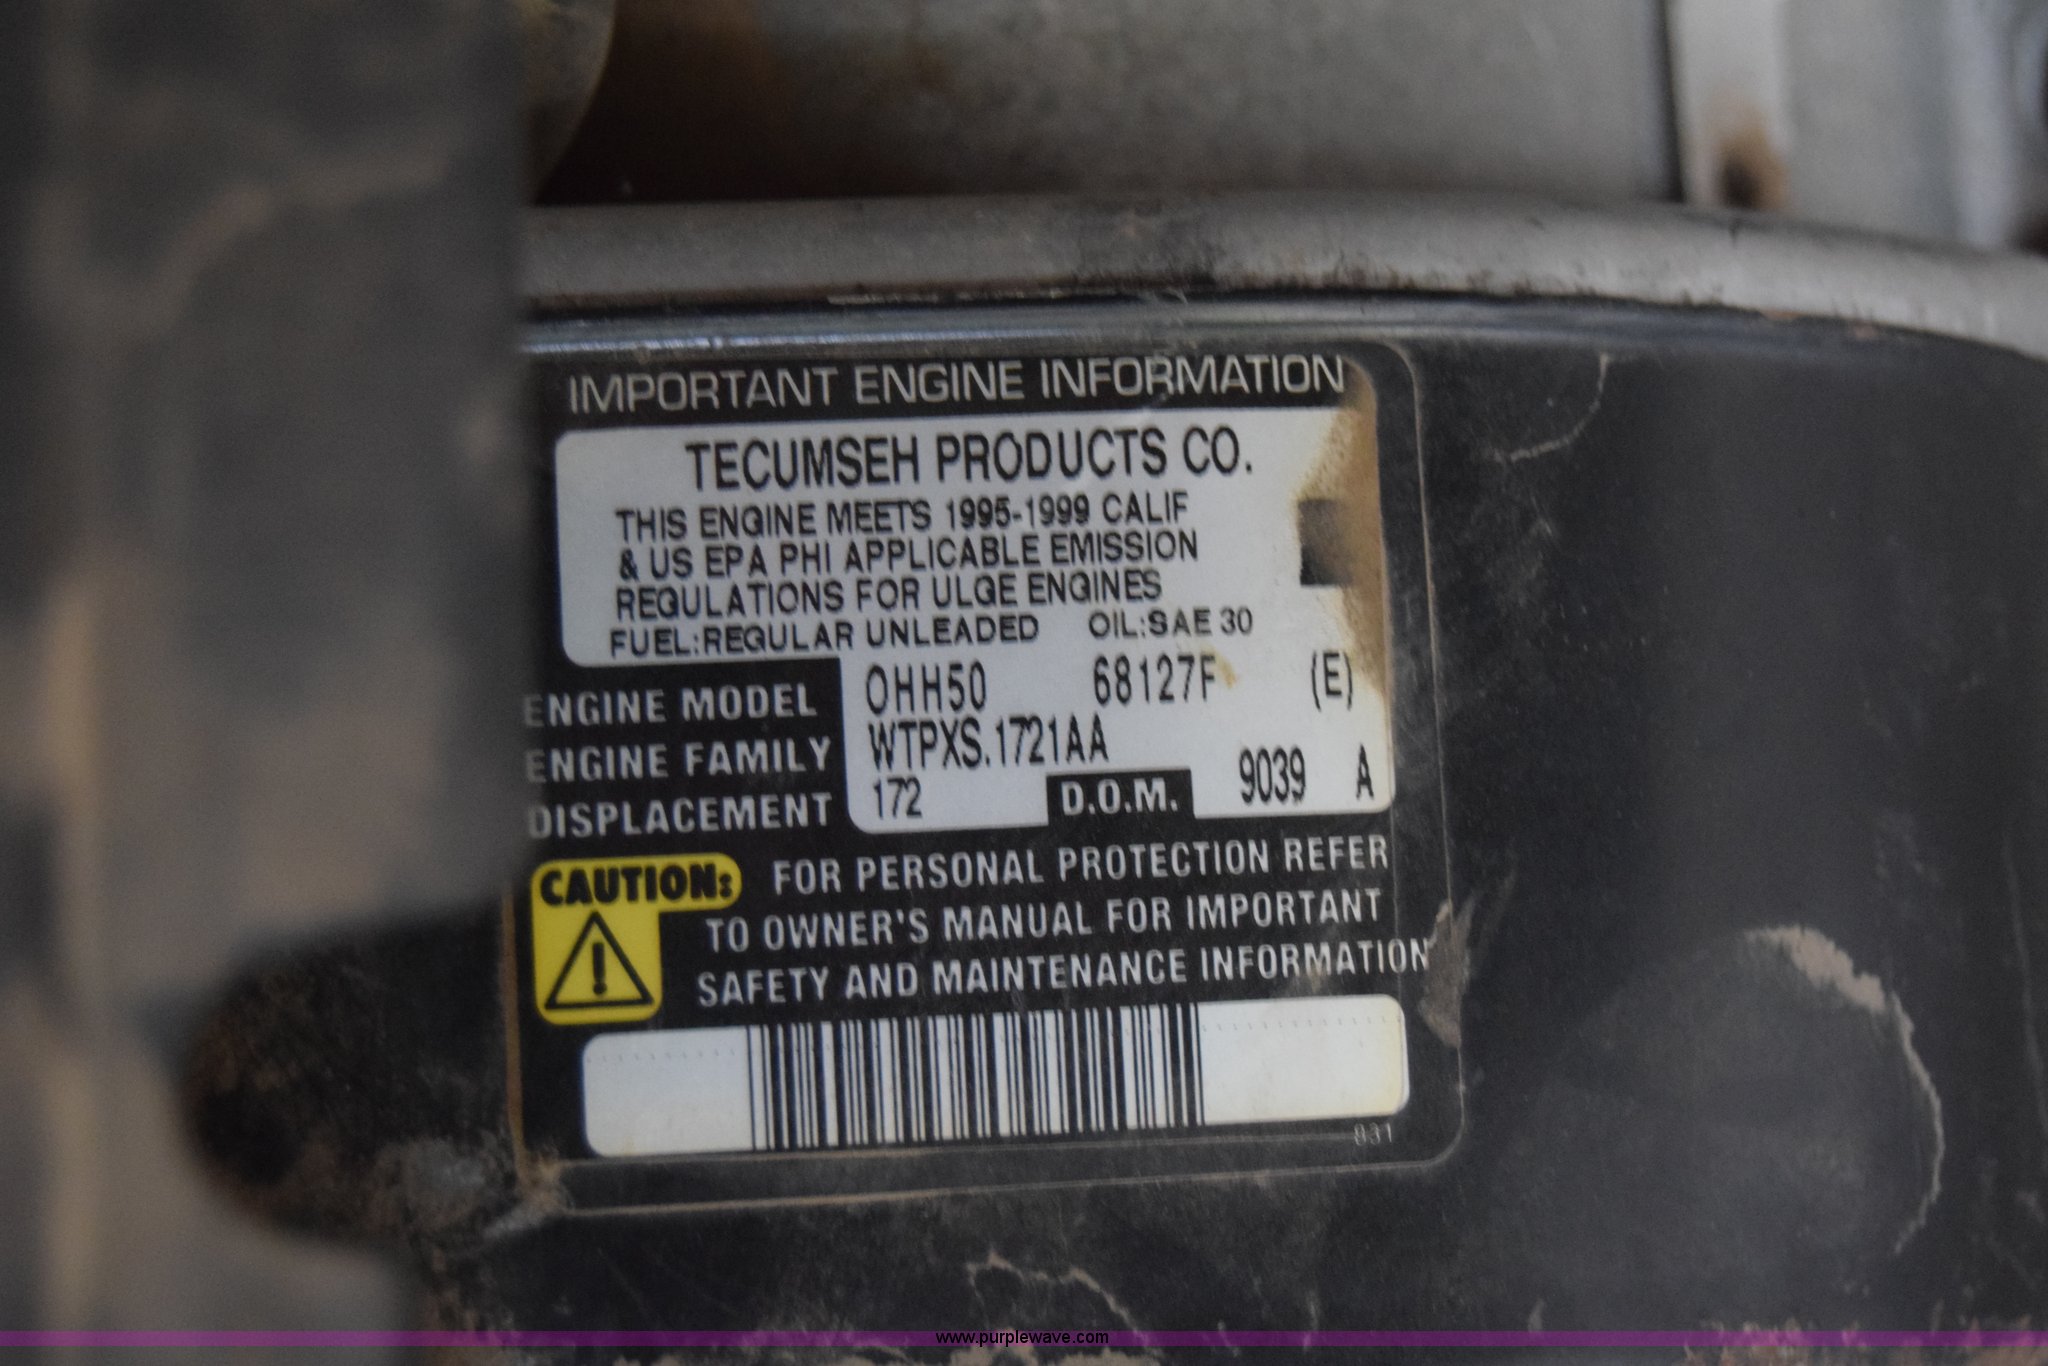 IMPORTANT ENGINE INFORMATION
TECUMSEH PRODUCTS CO.
THIS ENGINE MEETS 1995-1999 CALIF
& US EPA PHI APPLICABLE EMISSION
REGULATIONS FOR ULGE ENGINES
FUEL:REGULAR UNLEADED OIL:SAE 30
ENGINE MODEL OHH50 68127F (E)
ENGINE FAMILY WTPXS.1721AA
DISPLACEMENT 172 D.O.M. 9039 A
CAUTION: FOR PERSONAL PROTECTION REFER
TO OWNER'S MANUAL FOR IMPORTANT
SAFETY AND MAINTENANCE INFORMATION
831
www.purplewave.com